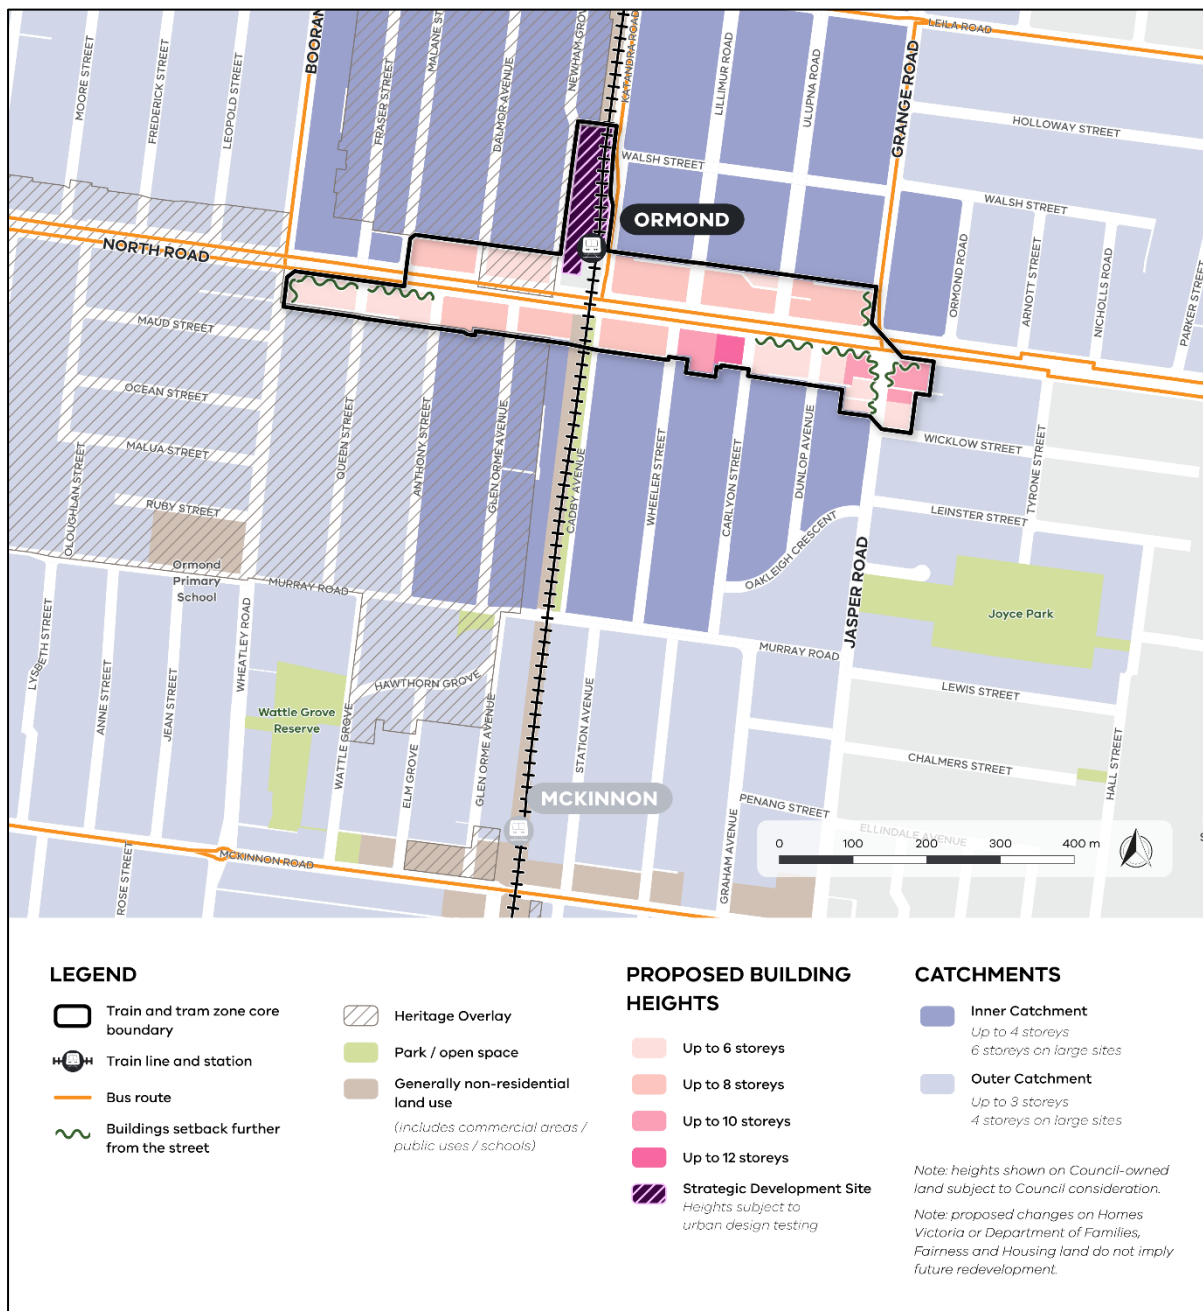 LEILA ROAD
MOORE STREET
FREDERICK STREET
LEOPOLD STREET
BOORAN
FRASER STREET
MALANE ST
DALMOR AVENUE
NEWHAM GROV
KATANDRA ROAD
LILLIMUR ROAD
ULUPNA ROAD
GRANGE ROAD
HOLLOWAY STREET
WALSH STREET
WALSH STREET
ORMOND
NORTH ROAD
ORMOND ROAD
ARNOTT STREET
NICHOLLS ROAD
PARKER STREET
MAUD STREET
OCEAN STREET
MALUA STREET
RUBY STREET
OLOUGHLAN STREET
QUEEN STREET
ANTHONY STREET
GLEN ORME AVENUE
CADBY AVENUE
WHEELER STREET
CARLYON STREET
DUNLOP AVENUE
OAKLEIGH CRESCENT
WICKLOW STREET
TYRONE STREET
LEINSTER STREET
JASPER ROAD
Ormond
Primary
School
MURRAY ROAD
Joyce Park
MURRAY ROAD
LEWIS STREET
LYSBETH STREET
ANNE STREET
JEAN STREET
WHEATLEY ROAD
Wattle Grove
Reserve
HAWTHORN GROVE
WATTLE GROVE
ELM GROVE
GLEN ORME AVENUE
STATION AVENUE
CHALMERS STREET
HALL STREET
MCKINNON
PENANG STREET
ELLINDALE AVENUE
GRAHAM AVENUE
MCKINNON ROAD
ROSE STREET
0 100 200 300 400 m
S
LEGEND
Train and tram zone core
boundary
Train line and station
Bus route
Buildings setback further
from the street
Heritage Overlay
Park / open space
Generally non-residential
land use
(includes commercial areas /
public uses / schools)
PROPOSED BUILDING
HEIGHTS
Up to 6 storeys
Up to 8 storeys
Up to 10 storeys
Up to 12 storeys
Strategic Development Site
Heights subject to
urban design testing
CATCHMENTS
Inner Catchment
Up to 4 storeys
6 storeys on large sites
Outer Catchment
Up to 3 storeys
4 storeys on large sites
Note: heights shown on Council-owned
land subject to Council consideration.
Note: proposed changes on Homes
Victoria or Department of Families,
Fairness and Housing land do not imply
future redevelopment.